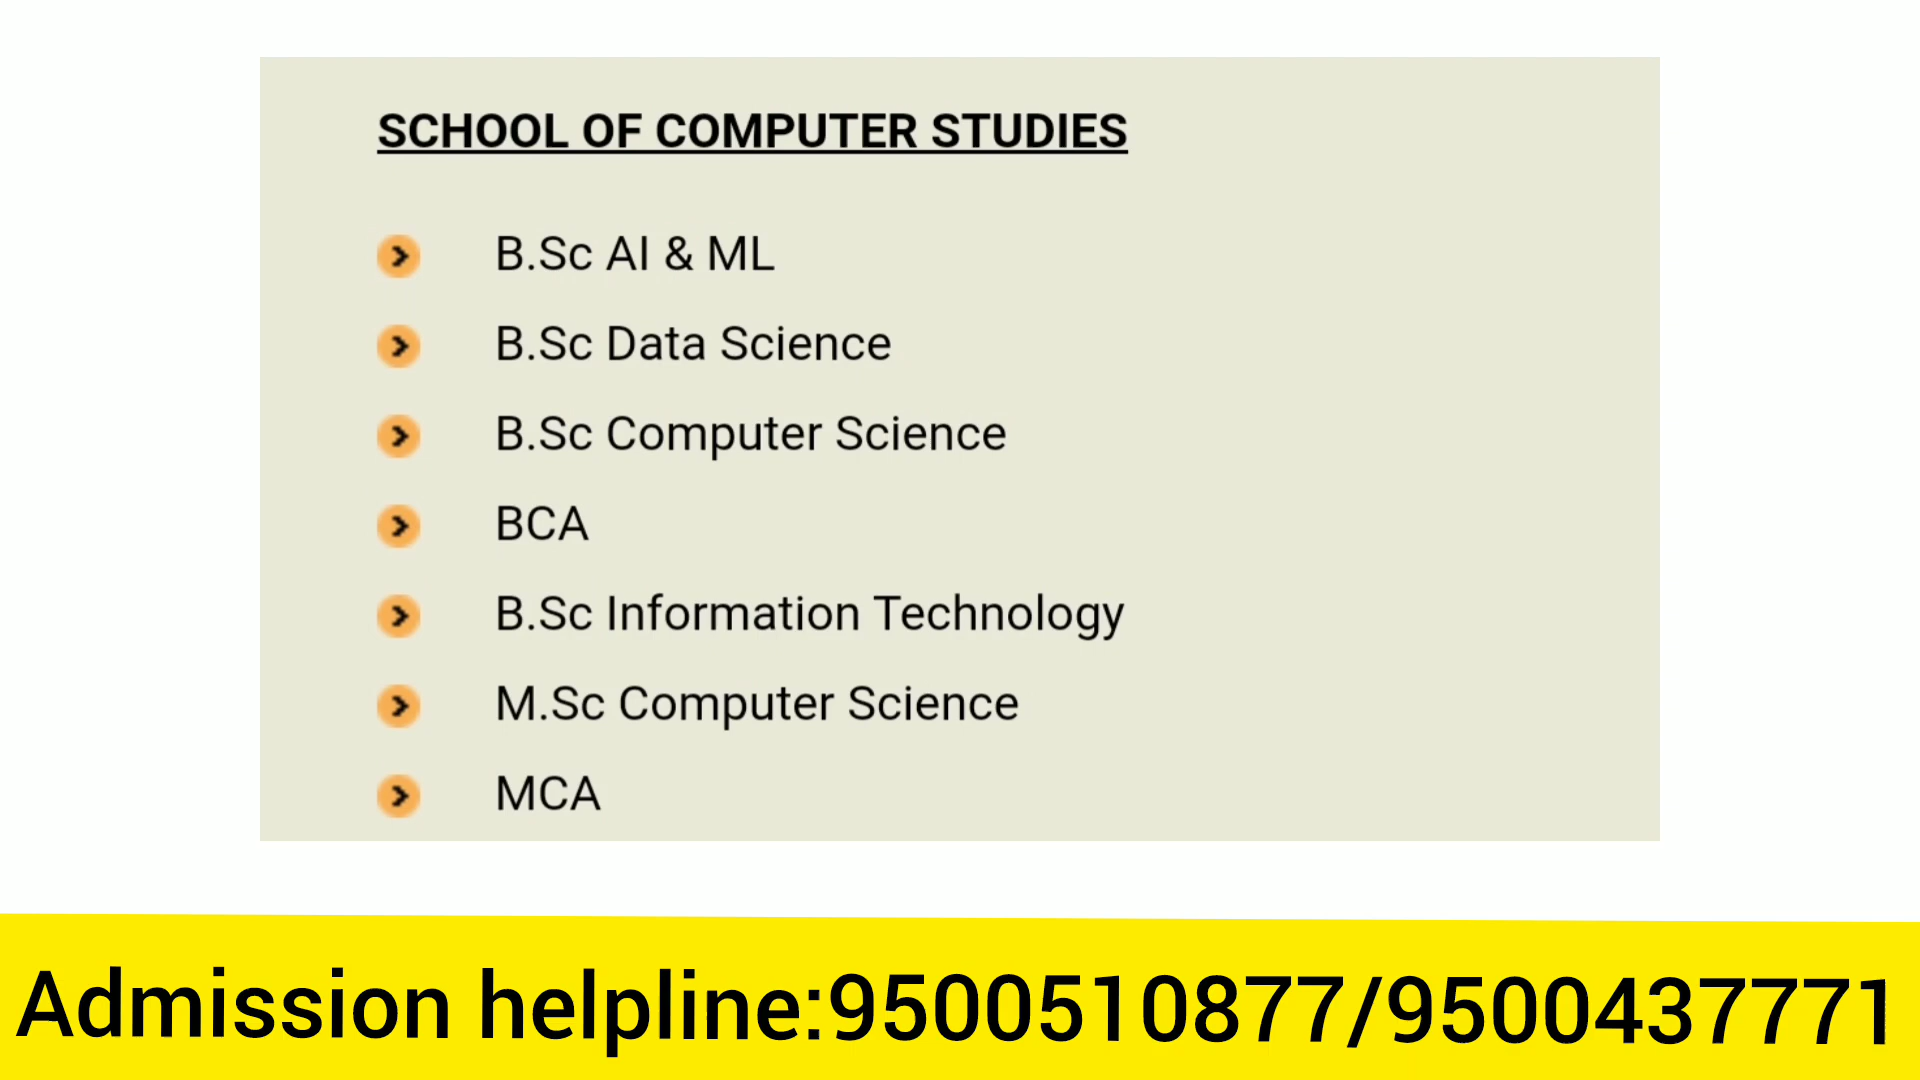 SCHOOL OF COMPUTER STUDIES
B.Sc AI & ML
B.Sc Data Science
B.Sc Computer Science
BCA
B.Sc Information Technology
M.Sc Computer Science
MCA
Admission helpline:9500510877/9500437771